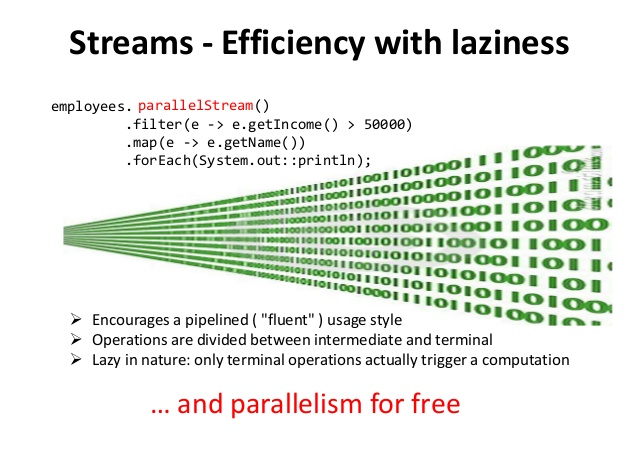 Streams - Efficiency with laziness
employees. parallelStream()
.filter(e -> e.getIncome() > 50000)
.map(e -> e.getName())
.forEach(System.out::println);
➢ Encourages a pipelined ( "fluent" ) usage style
➢ Operations are divided between intermediate and terminal
➢ Lazy in nature: only terminal operations actually trigger a computation
… and parallelism for free